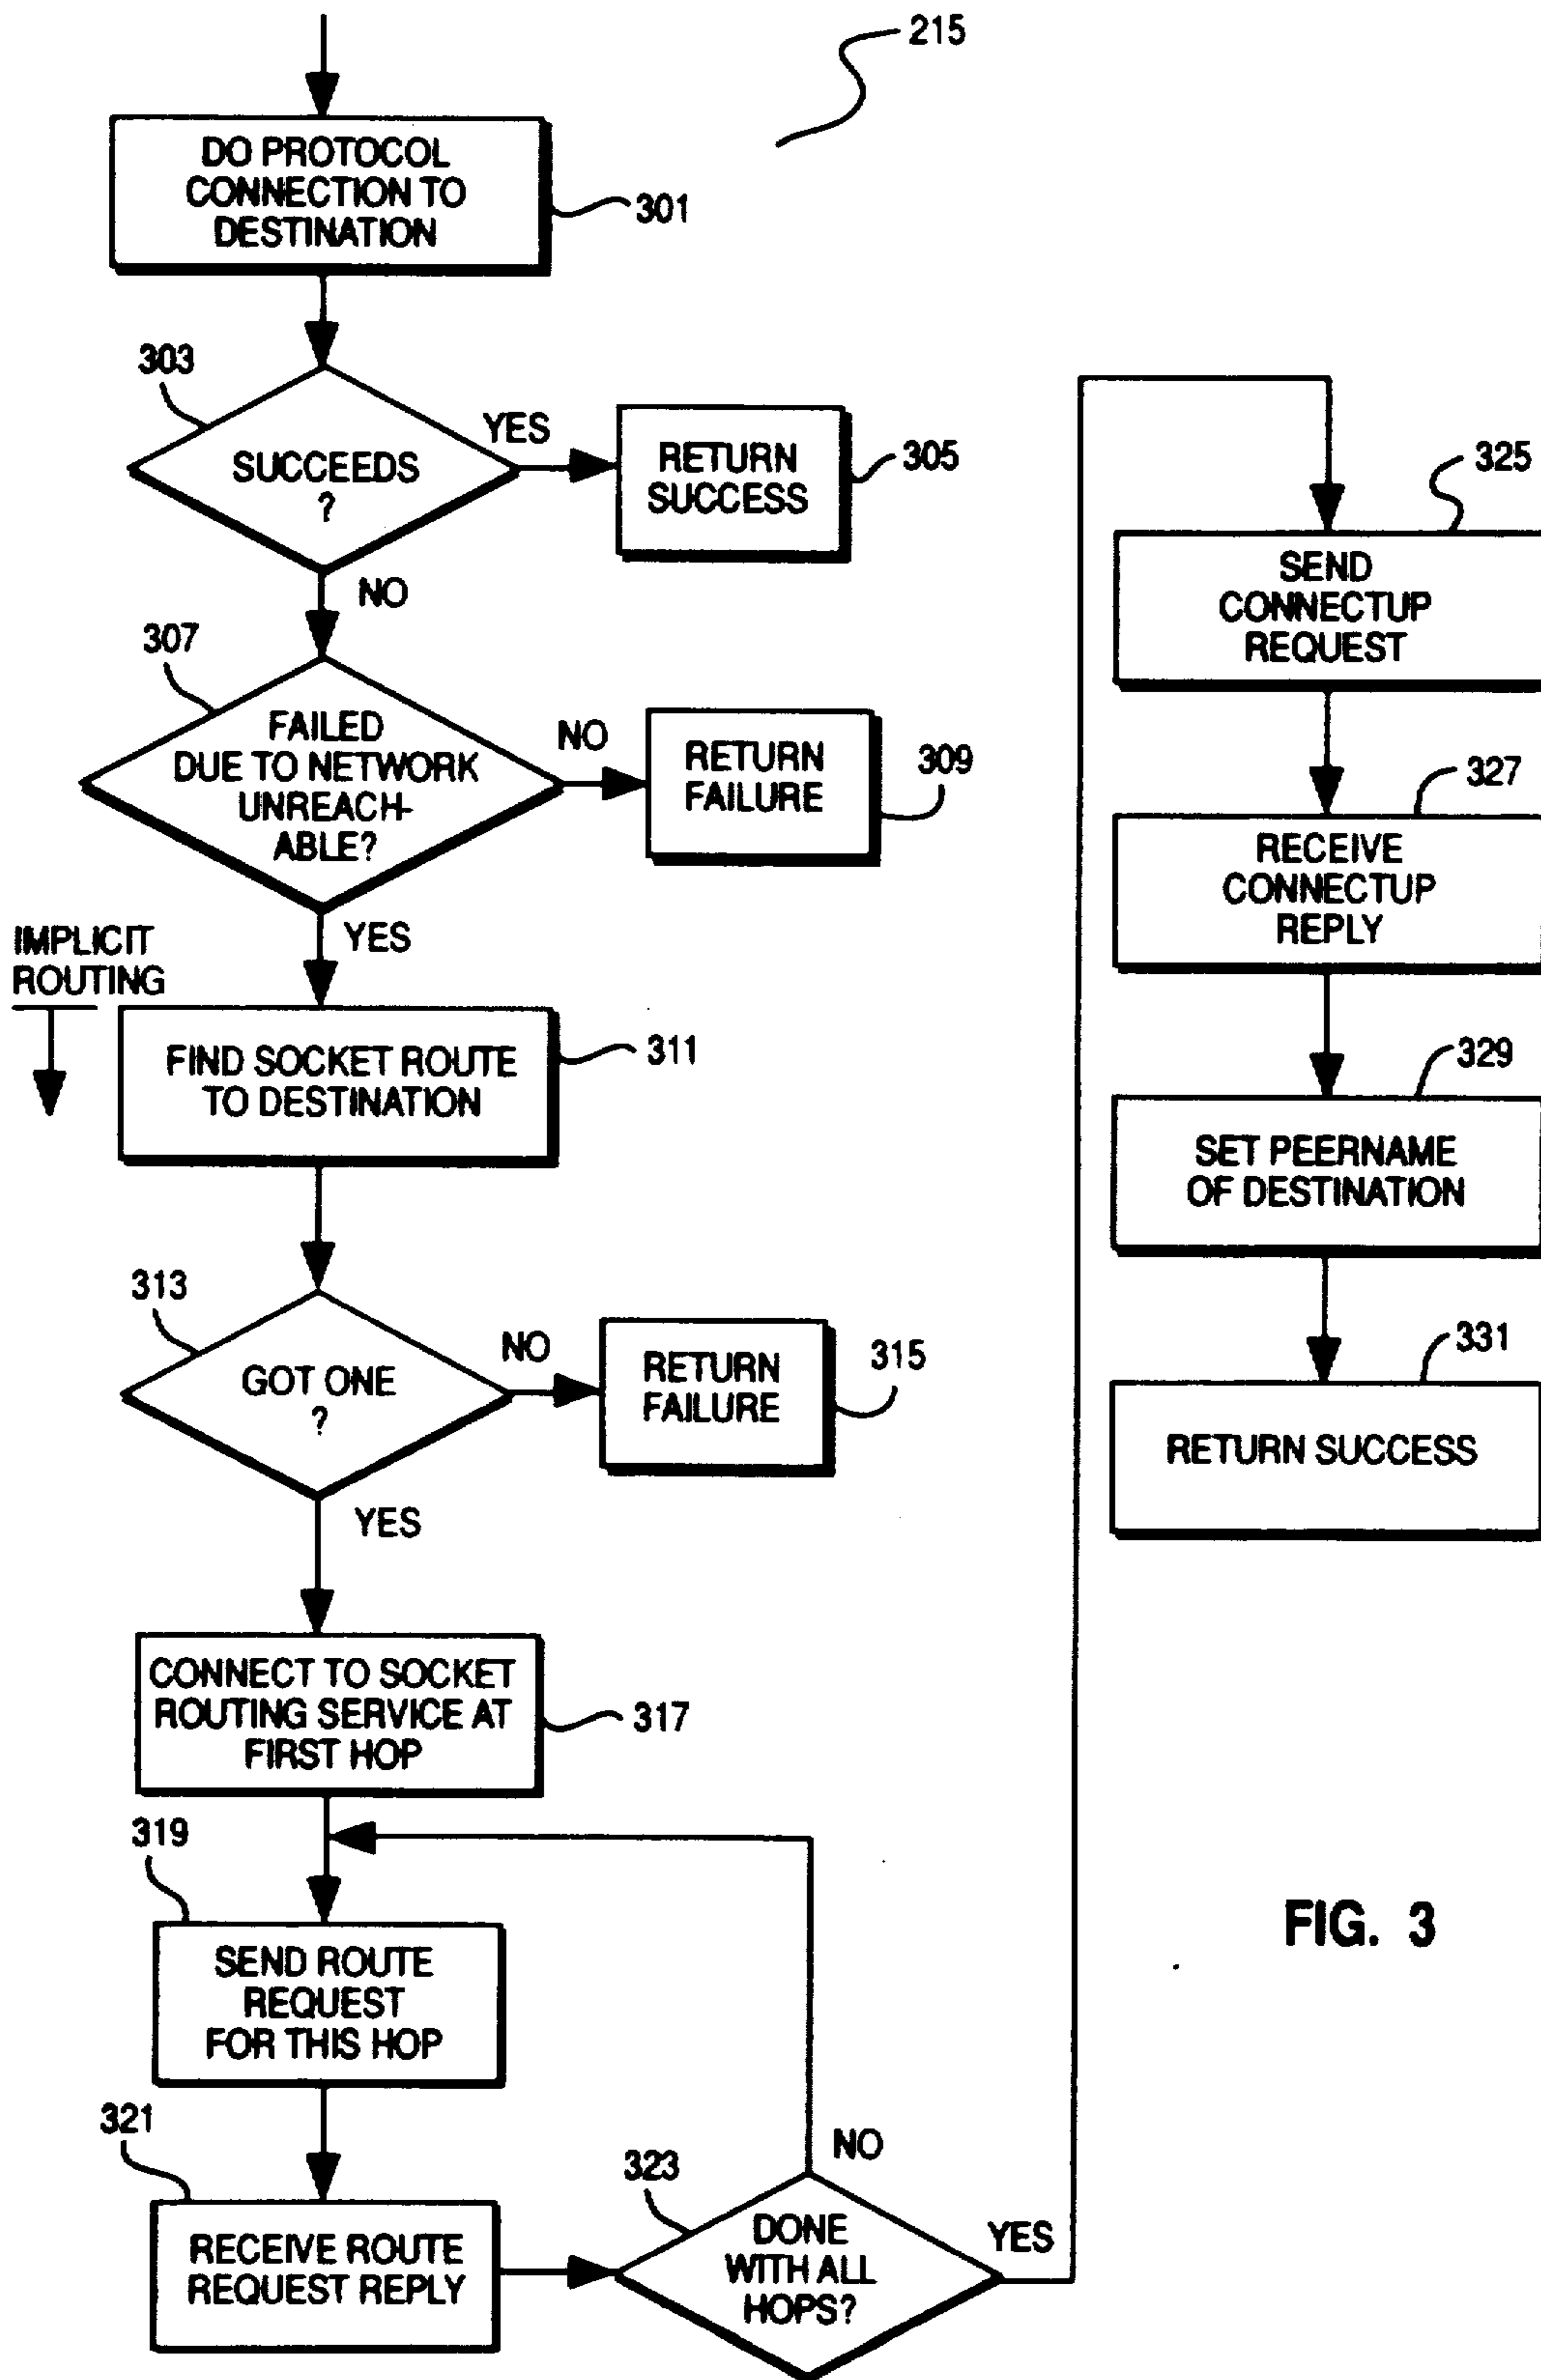 215
DO PROTOCOL
CONNECTION TO
DESTINATION
301
303
SUCCEEDS
?
YES
RETURN
SUCCESS
305
NO
307
FAILED
DUE TO NETWORK
UNREACH-
ABLE?
NO
RETURN
FAILURE
309
YES
IMPLICIT
ROUTING
FIND SOCKET ROUTE
TO DESTINATION
311
313
GOT ONE
?
NO
RETURN
FAILURE
315
YES
CONNECT TO SOCKET
ROUTING SERVICE AT
FIRST HOP
317
319
SEND ROUTE
REQUEST
FOR THIS HOP
321
RECEIVE ROUTE
REQUEST REPLY
323
DONE
WITH ALL
HOPS?
NO
YES
325
SEND
CONNECTUP
REQUEST
327
RECEIVE
CONNECTUP
REPLY
329
SET PEERNAME
OF DESTINATION
331
RETURN SUCCESS
FIG. 3